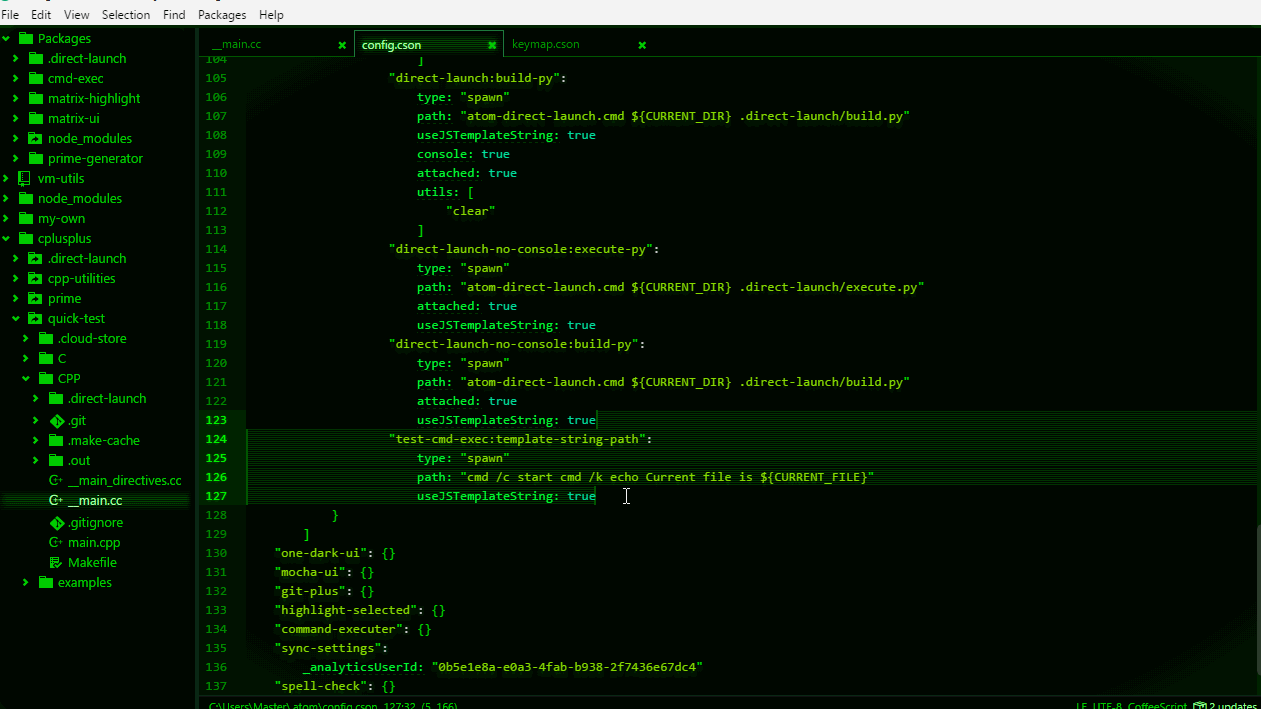 File Edit View Selection Find Packages Help
Packages
.direct-launch
cmd-exec
matrix-highlight
matrix-ui
node_modules
prime-generator
vm-utils
node_modules
my-own
cplusplus
.direct-launch
cpp-utilities
prime
quick-test
.cloud-store
C
CPP
.direct-launch
.git
.make-cache
.out
__main_directives.cc
__main.cc
.gitignore
main.cpp
Makefile
examples
__main.cc config.cson keymap.cson
104 ]
105 "direct-launch:build-py":
106 type: "spawn"
107 path: "atom-direct-launch.cmd ${CURRENT_DIR} .direct-launch/build.py"
108 useJSTemplateString: true
109 console: true
110 attached: true
111 utils: [
112 "clear"
113 ]
114 "direct-launch-no-console:execute-py":
115 type: "spawn"
116 path: "atom-direct-launch.cmd ${CURRENT_DIR} .direct-launch/execute.py"
117 attached: true
118 useJSTemplateString: true
119 "direct-launch-no-console:build-py":
120 type: "spawn"
121 path: "atom-direct-launch.cmd ${CURRENT_DIR} .direct-launch/build.py"
122 attached: true
123 useJSTemplateString: true
124 "test-cmd-exec:template-string-path":
125 type: "spawn"
126 path: "cmd /c start cmd /k echo Current file is ${CURRENT_FILE}"
127 useJSTemplateString: true
128 }
129 ]
130 "one-dark-ui": {}
131 "mocha-ui": {}
132 "git-plus": {}
133 "highlight-selected": {}
134 "command-executer": {}
135 "sync-settings":
136 _analyticsUserId: "0b5e1e8a-e0a3-4fab-b938-2f7436e67dc4"
137 "spell-check": {}
C:\Users\Master\.atom\config.cson 127:32 (5, 166) LF UTF-8 CoffeeScript 2 updates